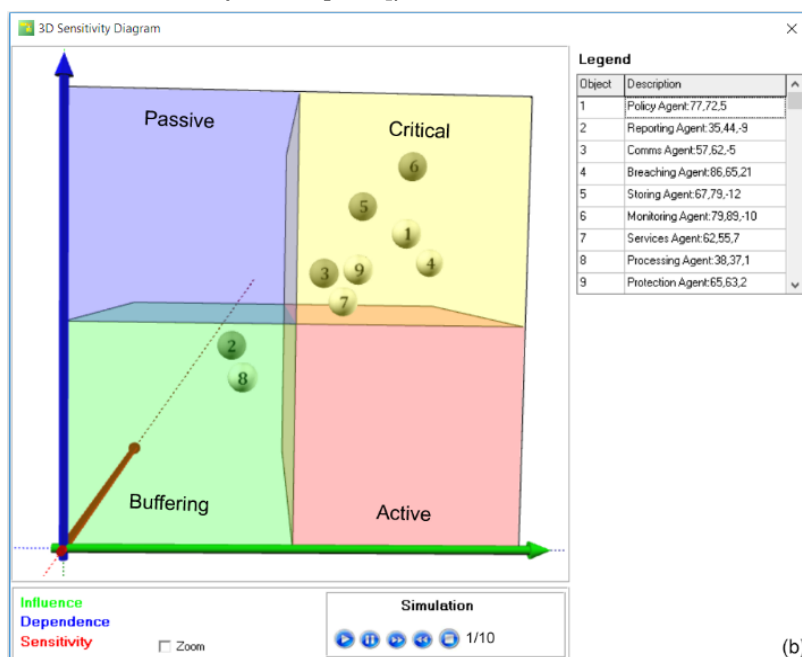 3D Sensitivity Diagram
Legend
Object Description
1 Policy Agent:77,72,5
2 Reporting Agent:35,44,-9
3 Comms Agent:57,62,-5
4 Breaching Agent:86,65,21
5 Storing Agent:67,79,-12
6 Monitoring Agent:79,89,-10
7 Services Agent:62,55,7
8 Processing Agent:38,37,1
9 Protection Agent:65,63,2
Passive
Critical
6
5
1
4
3
9
7
2
8
Buffering
Active
Influence
Dependence
Sensitivity
Zoom
Simulation
1/10
(b)